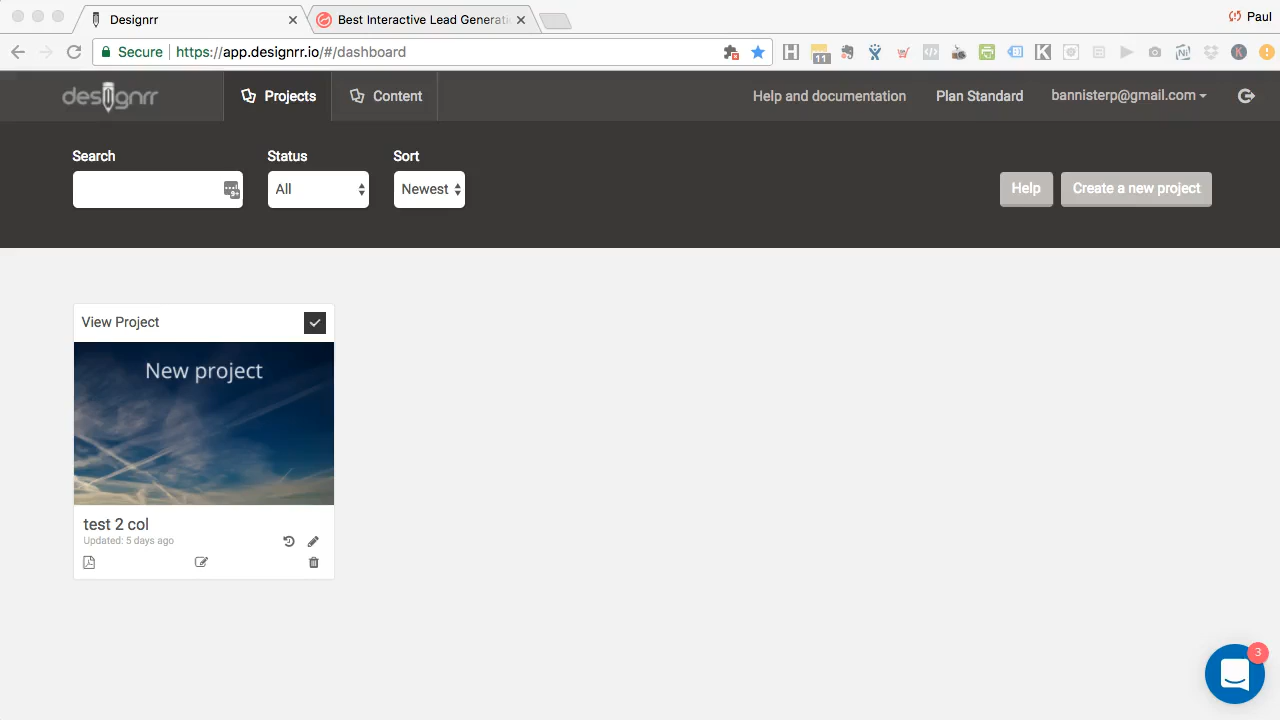 Designrr
Best Interactive Lead Generati
Paul
Secure
https://app.designrr.io/#/dashboard
11
K
designrr
Projects
Content
Help and documentation
Plan Standard
bannisterp@gmail.com
Search
Status
Sort
9+
All
Newest
Help
Create a new project
View Project
New project
test 2 col
Updated: 5 days ago
3